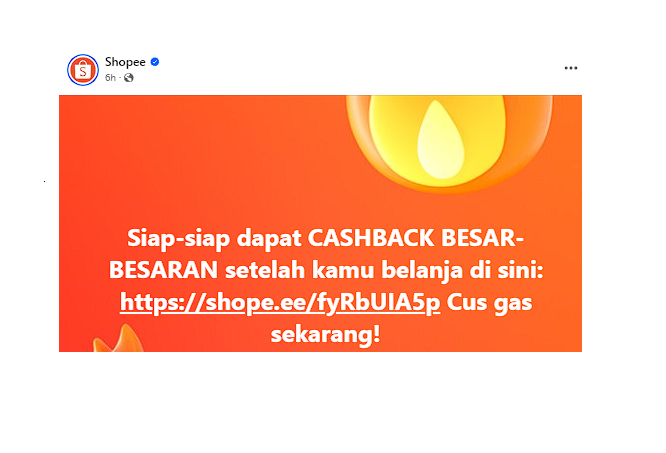 Shopee
6h ·
Siap-siap dapat CASHBACK BESAR-
BESARAN setelah kamu belanja di sini:
https://shope.ee/fyRbUIA5p Cus gas
sekarang!